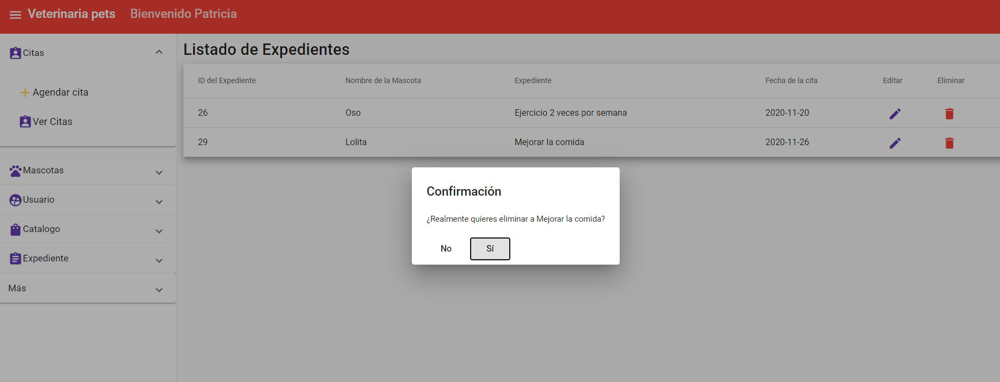 Veterinaria pets Bienvenido Patricia
Citas
Agendar cita
Ver Citas
Mascotas
Usuario
Catalogo
Expediente
Más
Listado de Expedientes
ID del Expediente Nombre de la Mascota Expediente Fecha de la cita Editar Eliminar
26 Oso Ejercicio 2 veces por semana 2020-11-20
29 Lolita Mejorar la comida 2020-11-26
Confirmación
¿Realmente quieres eliminar a Mejorar la comida?
No Sí